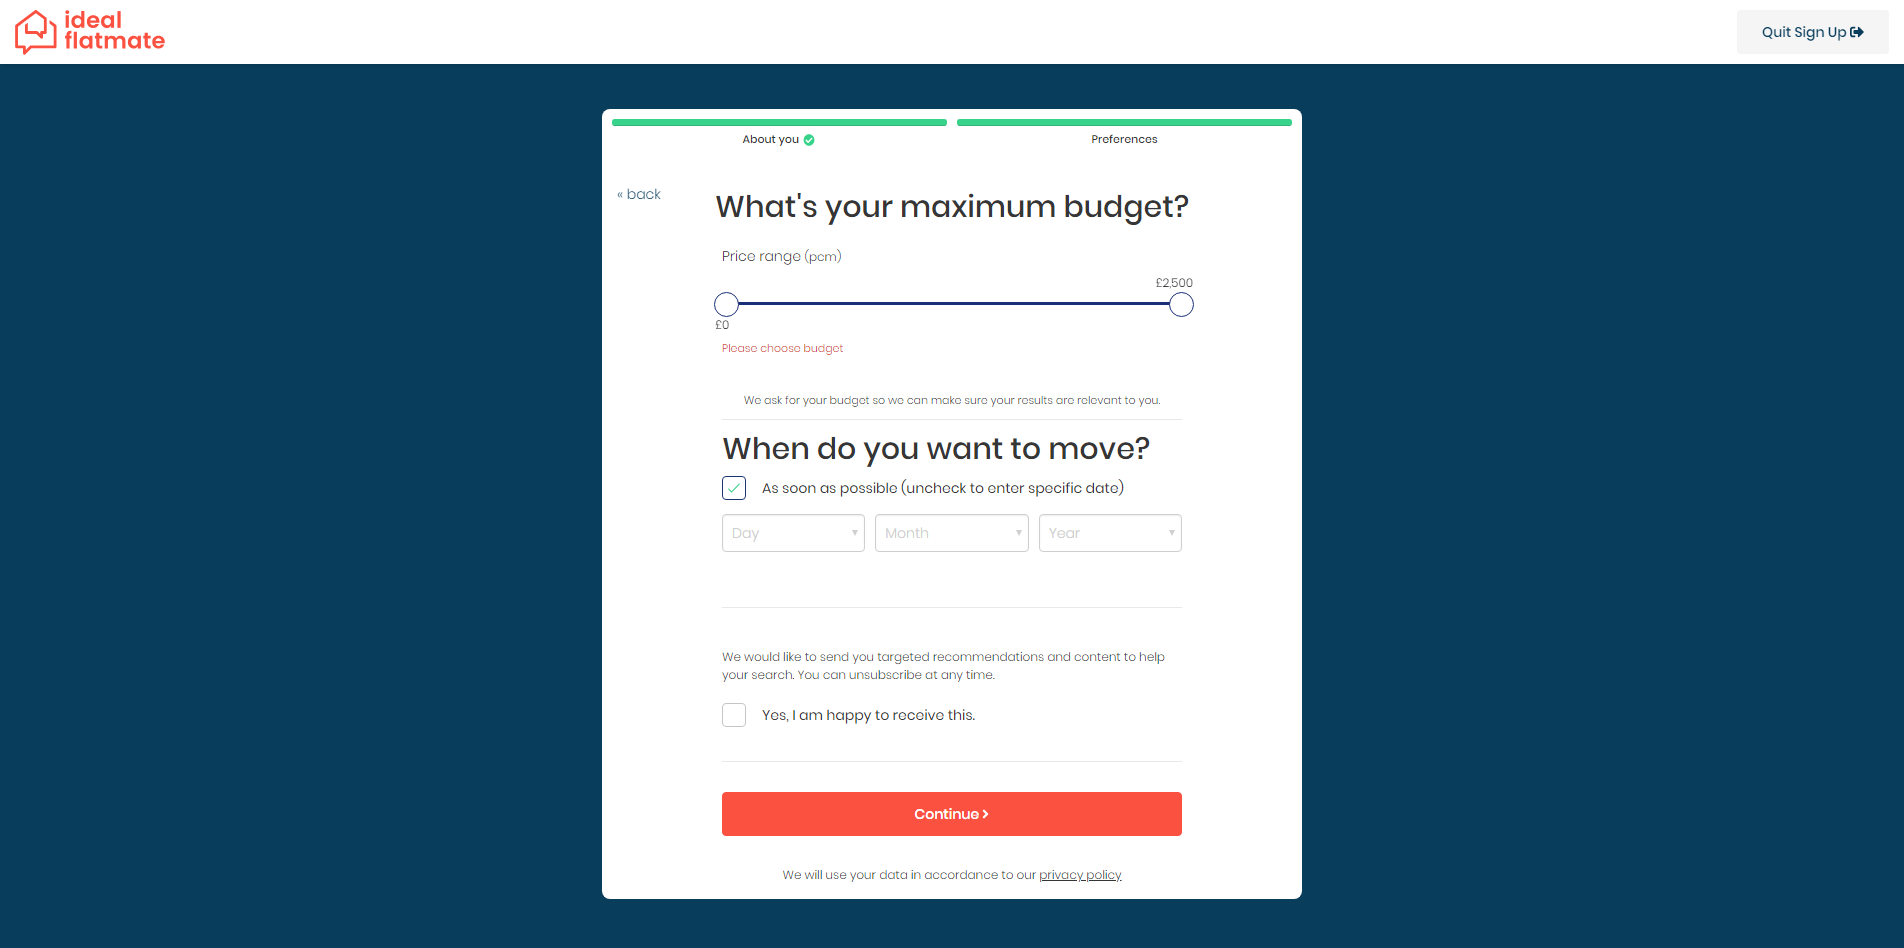 ideal
flatmate
Quit Sign Up
About you
Preferences
« back
What's your maximum budget?
Price range (pcm)
£2,500
£0
Please choose budget
We ask for your budget so we can make sure your results are relevant to you.
When do you want to move?
As soon as possible (uncheck to enter specific date)
Day
Month
Year
We would like to send you targeted recommendations and content to help
your search. You can unsubscribe at any time.
Yes, I am happy to receive this.
Continue
We will use your data in accordance to our privacy policy